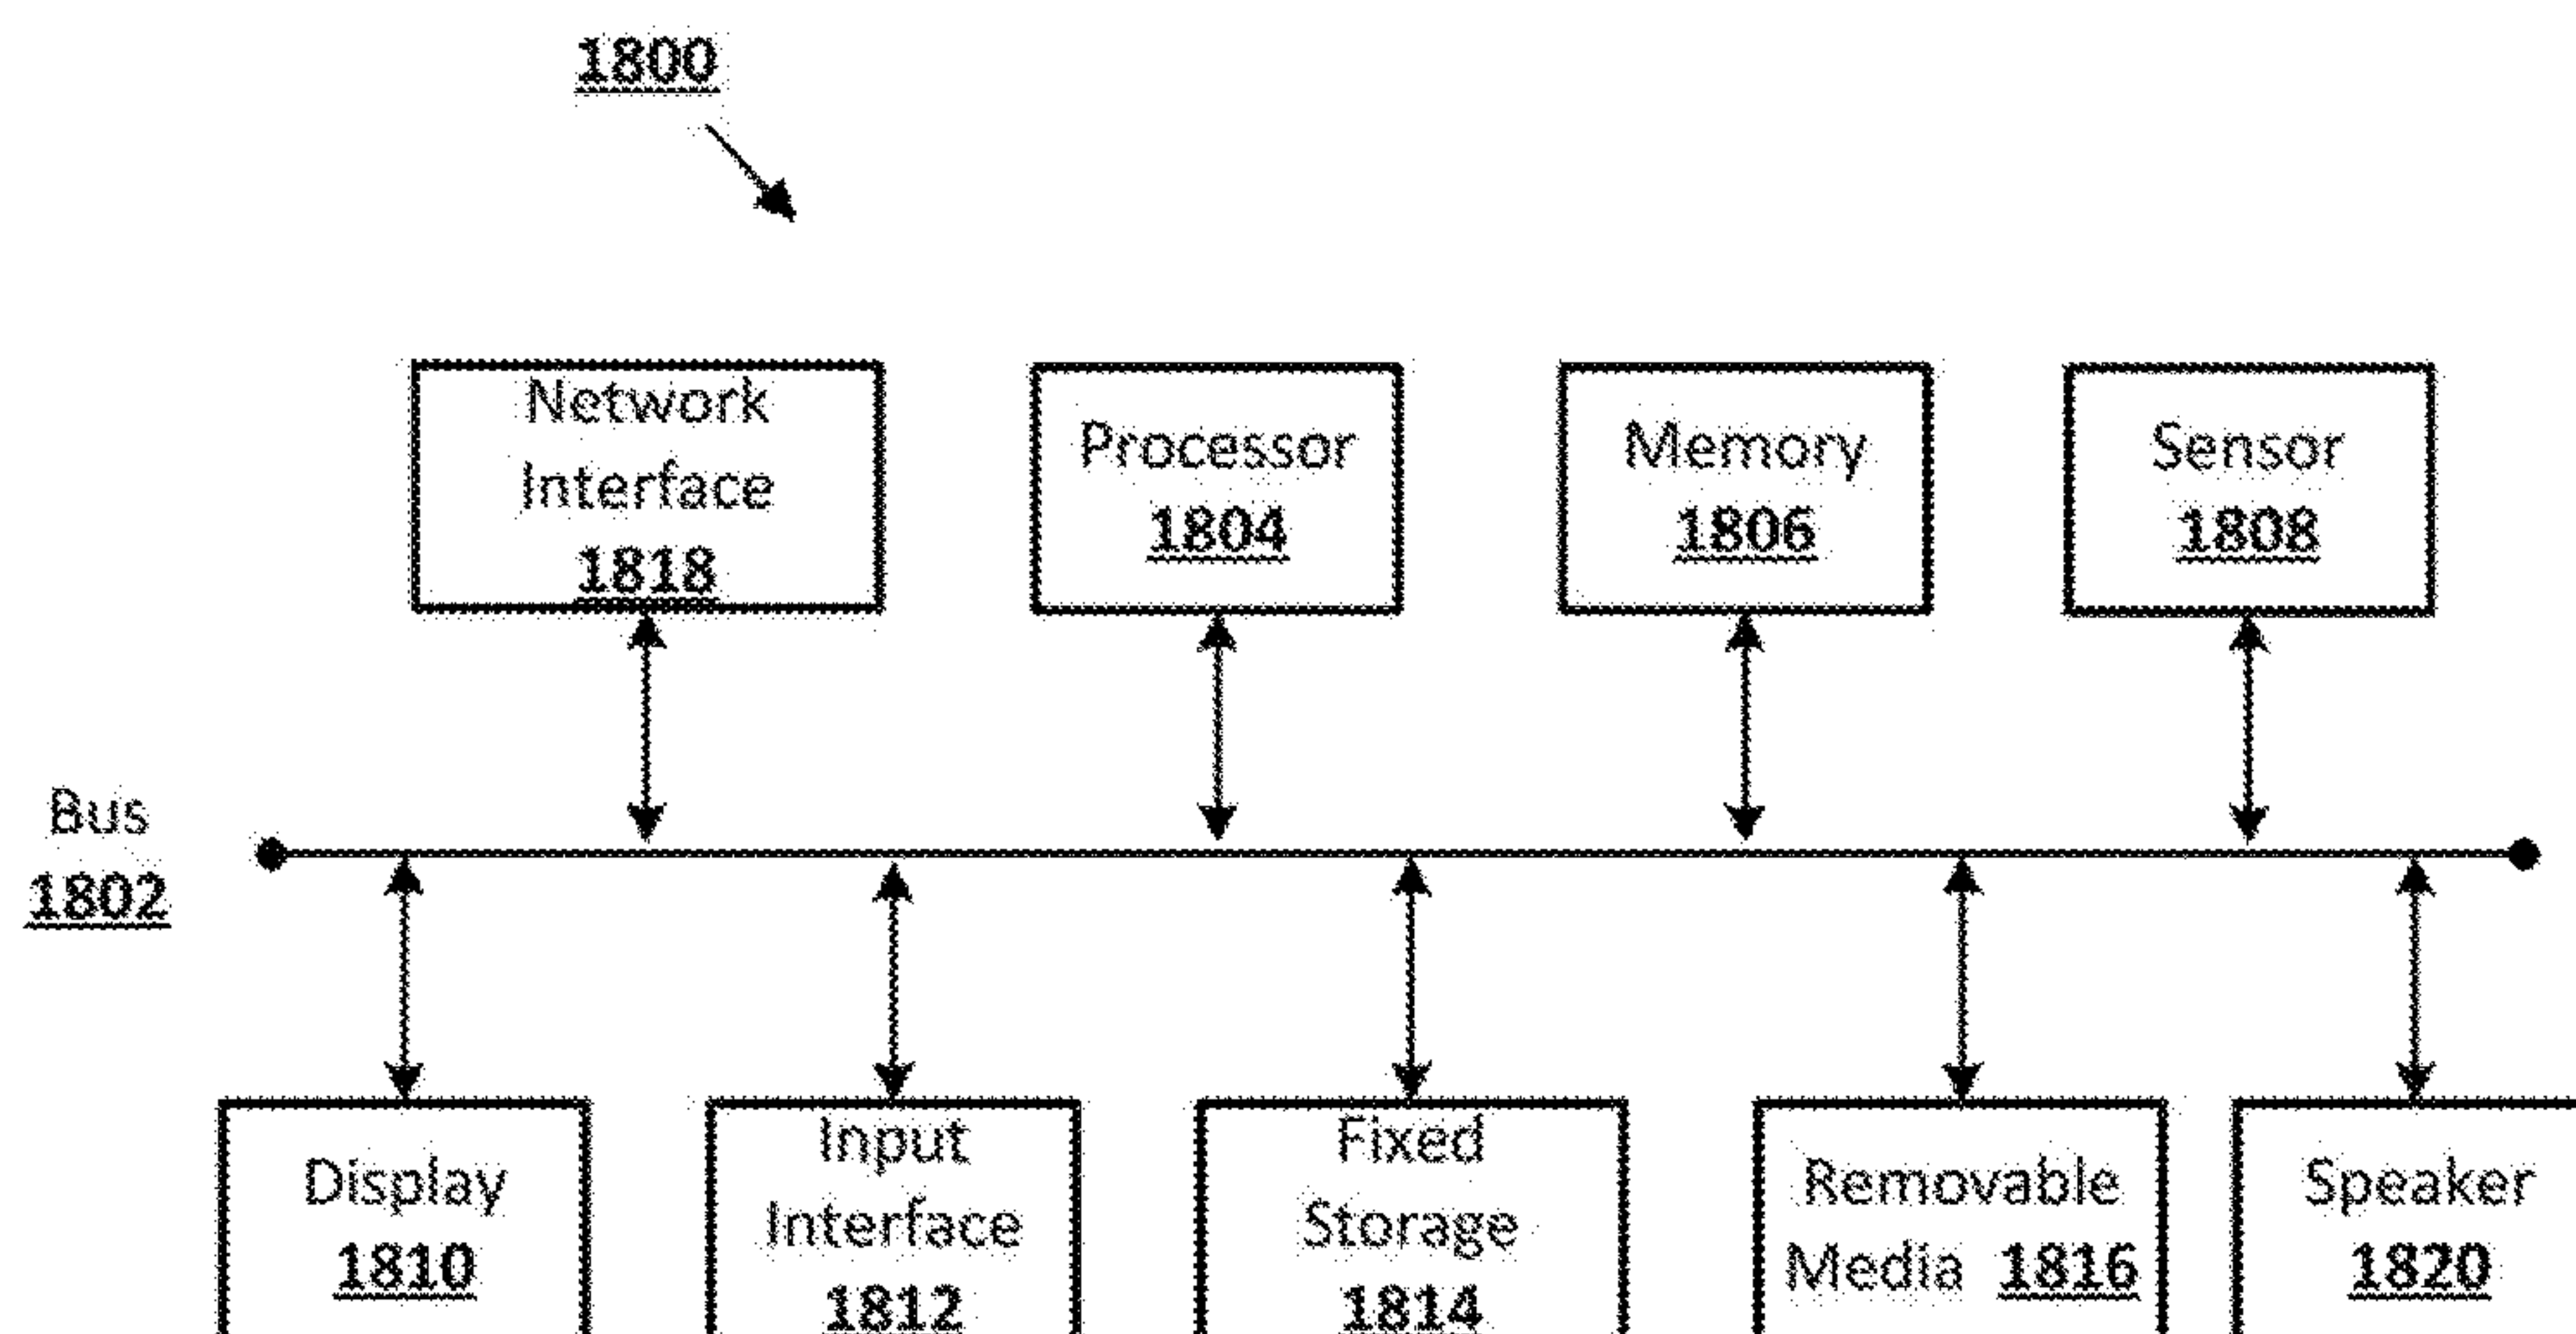 1800
Network
Interface
1818
Processor
1804
Memory
1806
Sensor
1808
Bus
1802
Display
1810
Input
Interface
1812
Fixed
Storage
1814
Removable
Media 1816
Speaker
1820